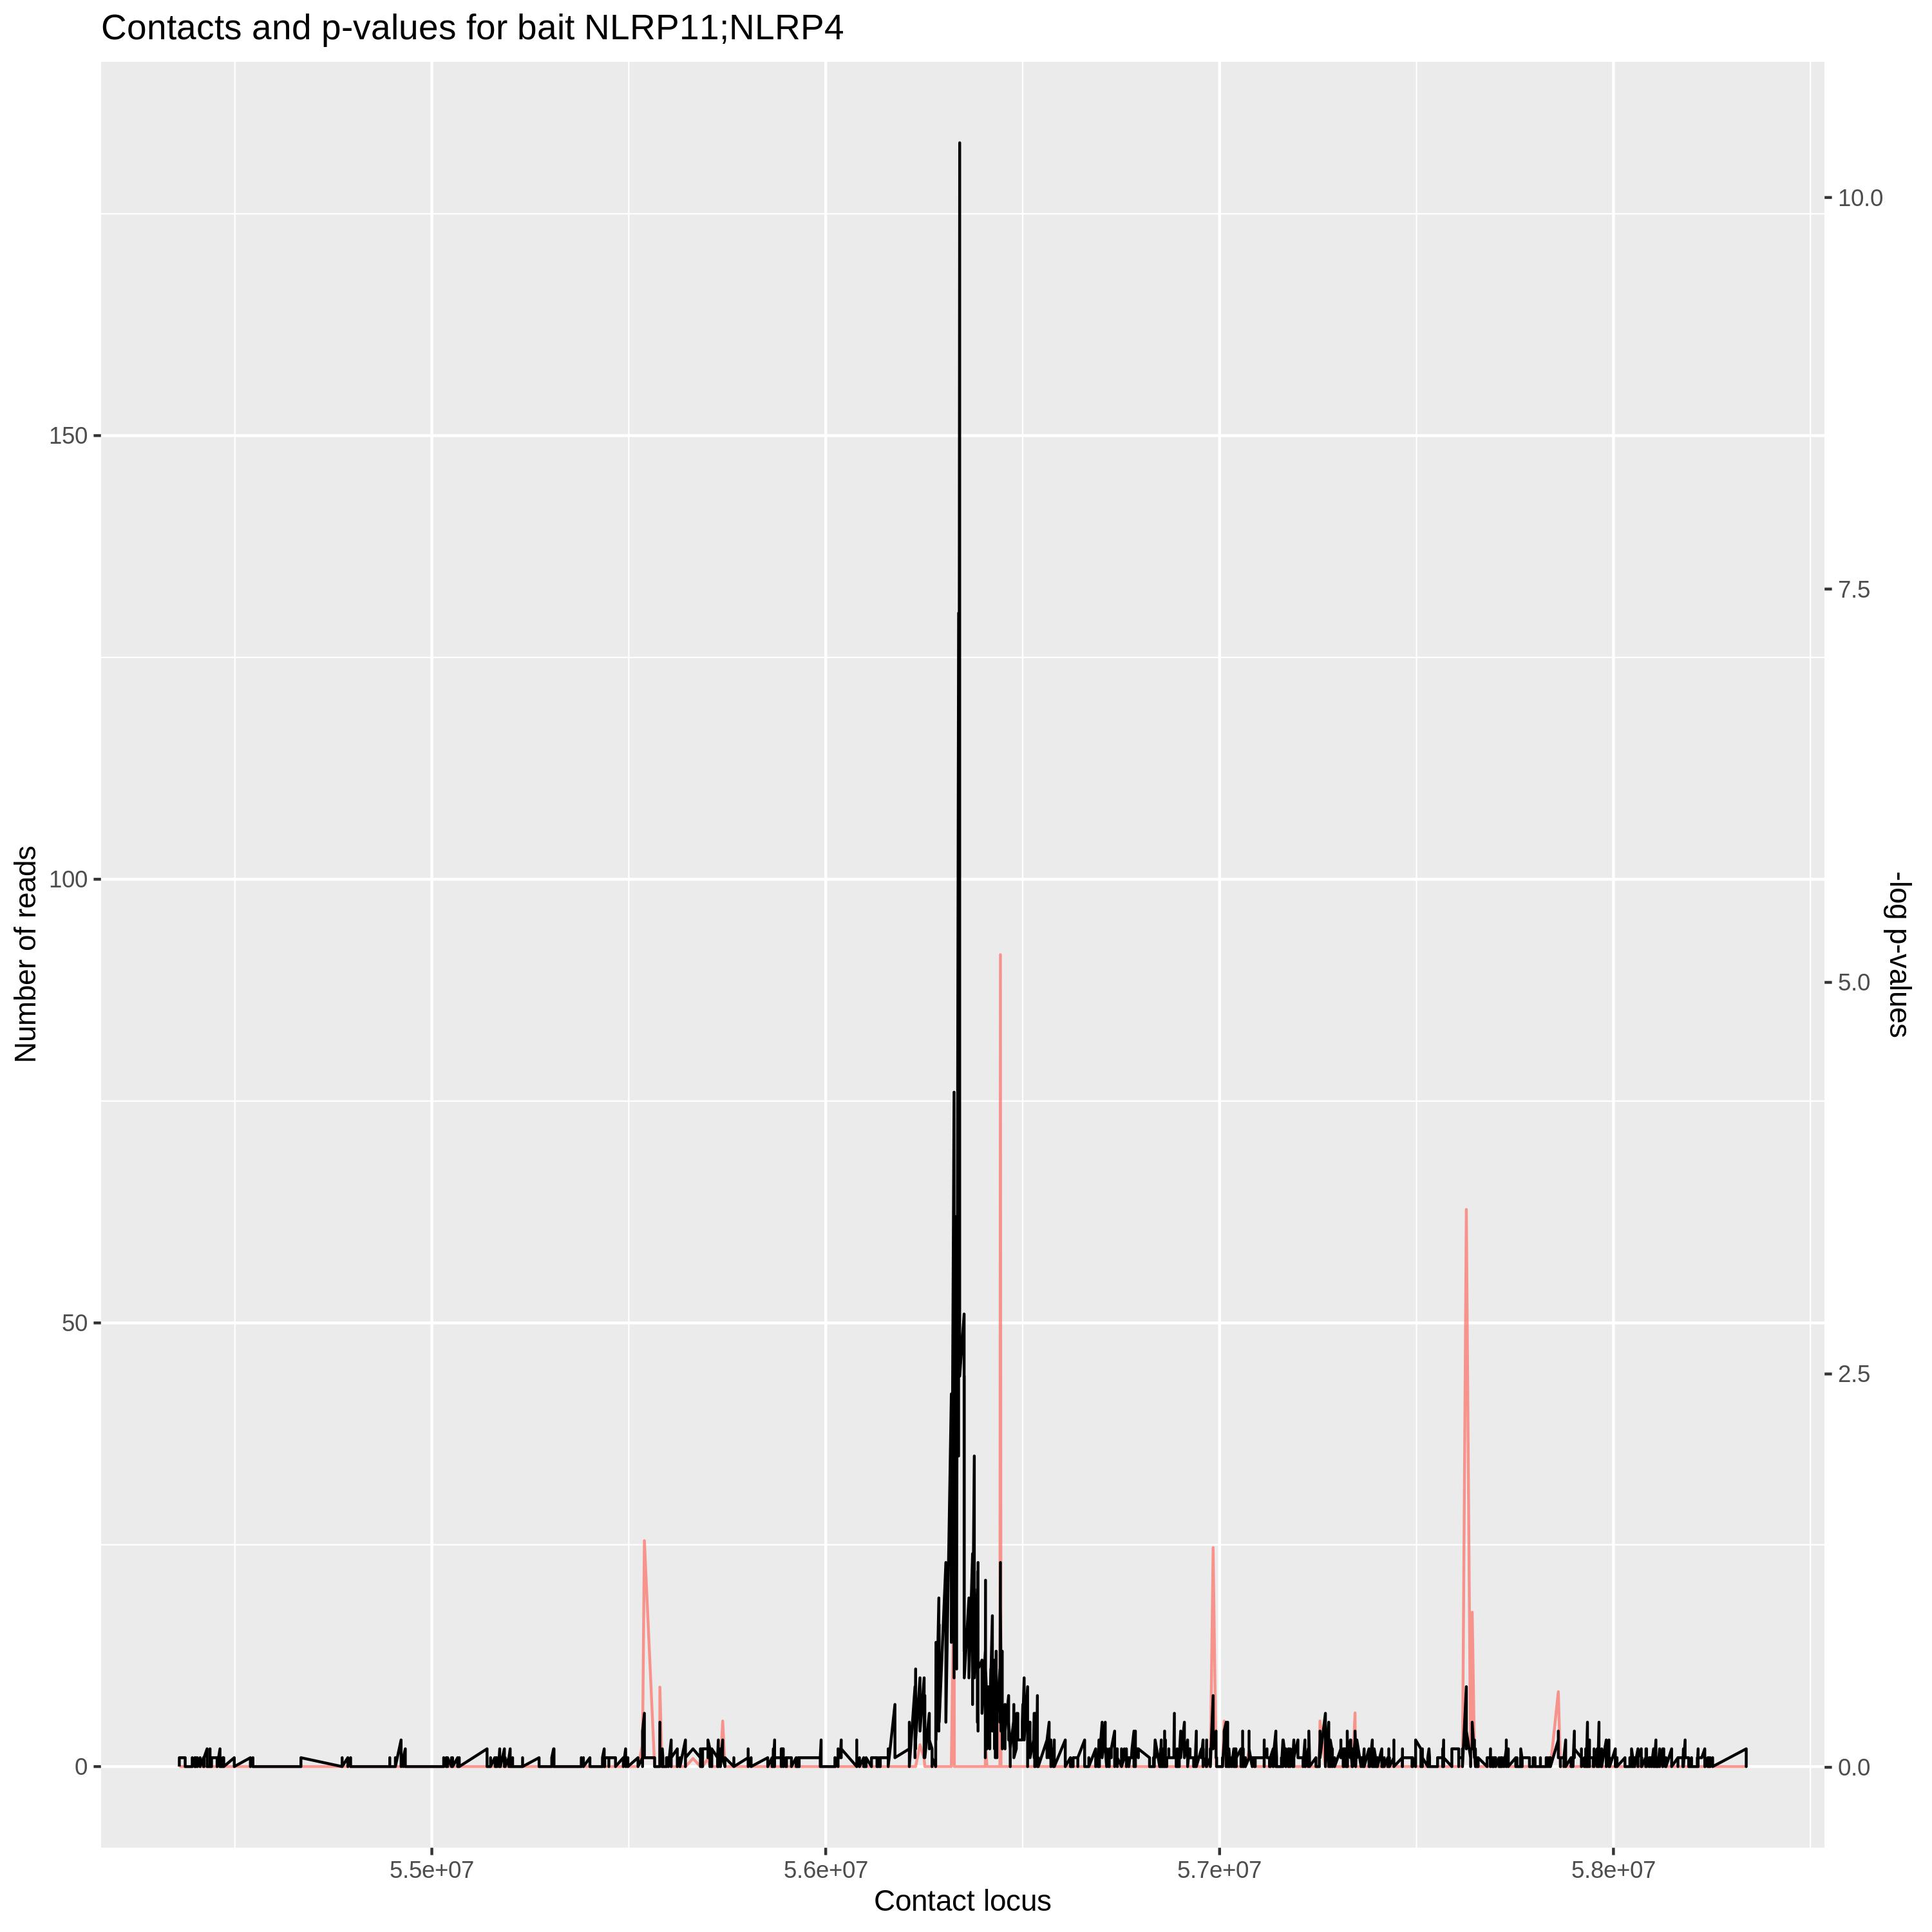 Contacts and p-values for bait NLRP11;NLRP4
150
100
50
0
Number of reads
10.0
7.5
5.0
2.5
0.0
-log p-values
5.5e+07
5.6e+07
5.7e+07
5.8e+07
Contact locus